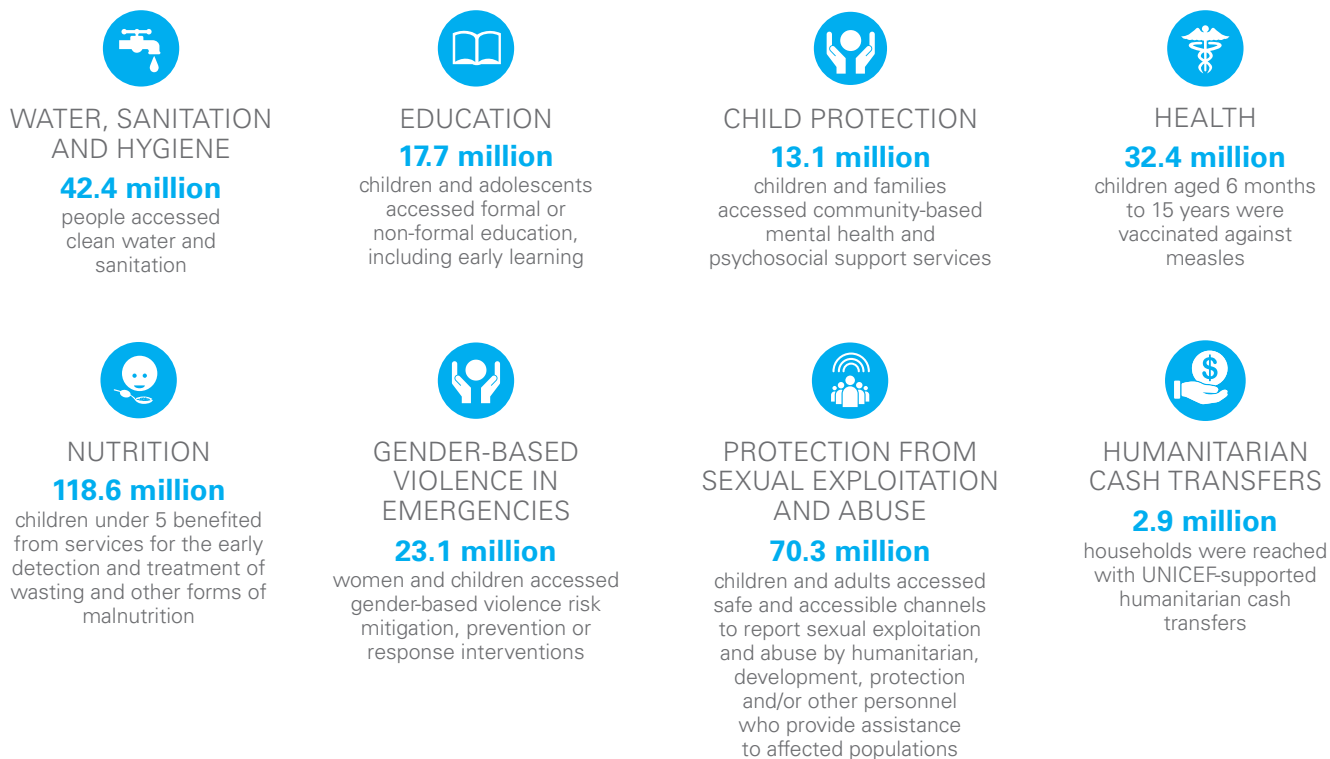 WATER, SANITATION
AND HYGIENE
42.4 million
people accessed
clean water and
sanitation
EDUCATION
17.7 million
children and adolescents
accessed formal or
non-formal education,
including early learning
CHILD PROTECTION
13.1 million
children and families
accessed community-based
mental health and
psychosocial support services
HEALTH
32.4 million
children aged 6 months
to 15 years were
vaccinated against
measles
NUTRITION
118.6 million
children under 5 benefited
from services for the early
detection and treatment of
wasting and other forms of
malnutrition
GENDER-BASED
VIOLENCE IN
EMERGENCIES
23.1 million
women and children accessed
gender-based violence risk
mitigation, prevention or
response interventions
PROTECTION FROM
SEXUAL EXPLOITATION
AND ABUSE
70.3 million
children and adults accessed
safe and accessible channels
to report sexual exploitation
and abuse by humanitarian,
development, protection
and/or other personnel
who provide assistance
to affected populations
$
HUMANITARIAN
CASH TRANSFERS
2.9 million
households were reached
with UNICEF-supported
humanitarian cash
transfers